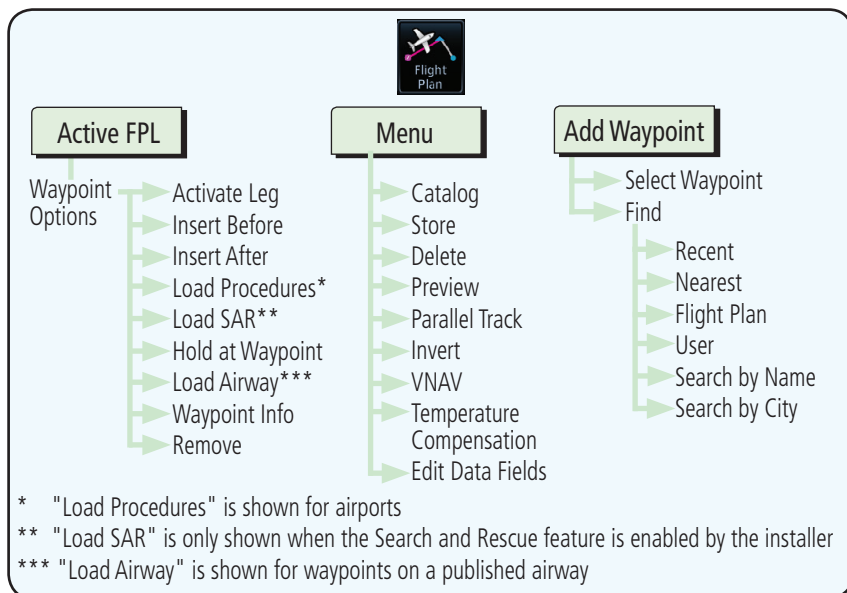 Flight
Plan
Active FPL
Waypoint
Options
Activate Leg
Insert Before
Insert After
Load Procedures*
Load SAR**
Hold at Waypoint
Load Airway***
Waypoint Info
Remove
Menu
Catalog
Store
Delete
Preview
Parallel Track
Invert
VNAV
Temperature
Compensation
Edit Data Fields
Add Waypoint
Select Waypoint
Find
Recent
Nearest
Flight Plan
User
Search by Name
Search by City
* "Load Procedures" is shown for airports
** "Load SAR" is only shown when the Search and Rescue feature is enabled by the installer
*** "Load Airway" is shown for waypoints on a published airway